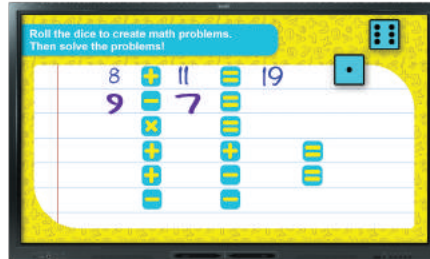 Roll the dice to create math problems.
Then solve the problems!
8 + 11 = 19
9 − 7 =
× =
+ + =
+ − =
− −